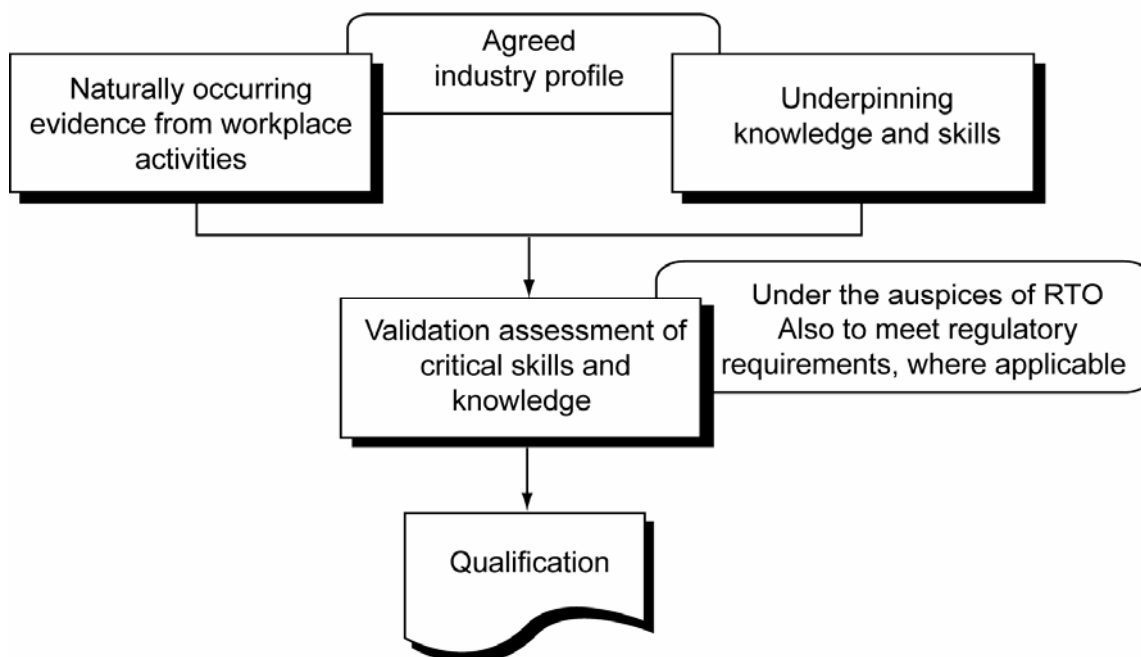 Agreed
industry profile
Naturally occurring
evidence from workplace
activities
Underpinning
knowledge and skills
Validation assessment of
critical skills and
knowledge
Under the auspices of RTO
Also to meet regulatory
requirements, where applicable
Qualification